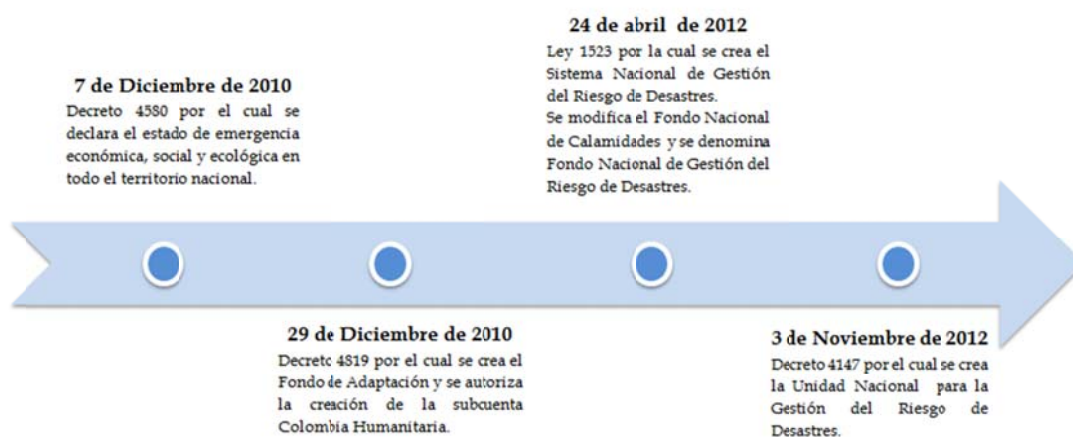 7 de Diciembre de 2010
Decreto 4580 por el cual se
declara el estado de emergencia
económica, social y ecológica en
todo el territorio nacional.
29 de Diciembre de 2010
Decreto 4819 por el cual se crea el
Fondo de Adaptación y se autoriza
la creación de la subcuenta
Colombia Humanitaria.
24 de abril de 2012
Ley 1523 por la cual se crea el
Sistema Nacional de Gestión
del Riesgo de Desastres.
Se modifica el Fondo Nacional
de Calamidades y se denomina
Fondo Nacional de Gestión del
Riesgo de Desastres.
3 de Noviembre de 2012
Decreto 4147 por el cual se crea
la Unidad Nacional para la
Gestión del Riesgo de
Desastres.